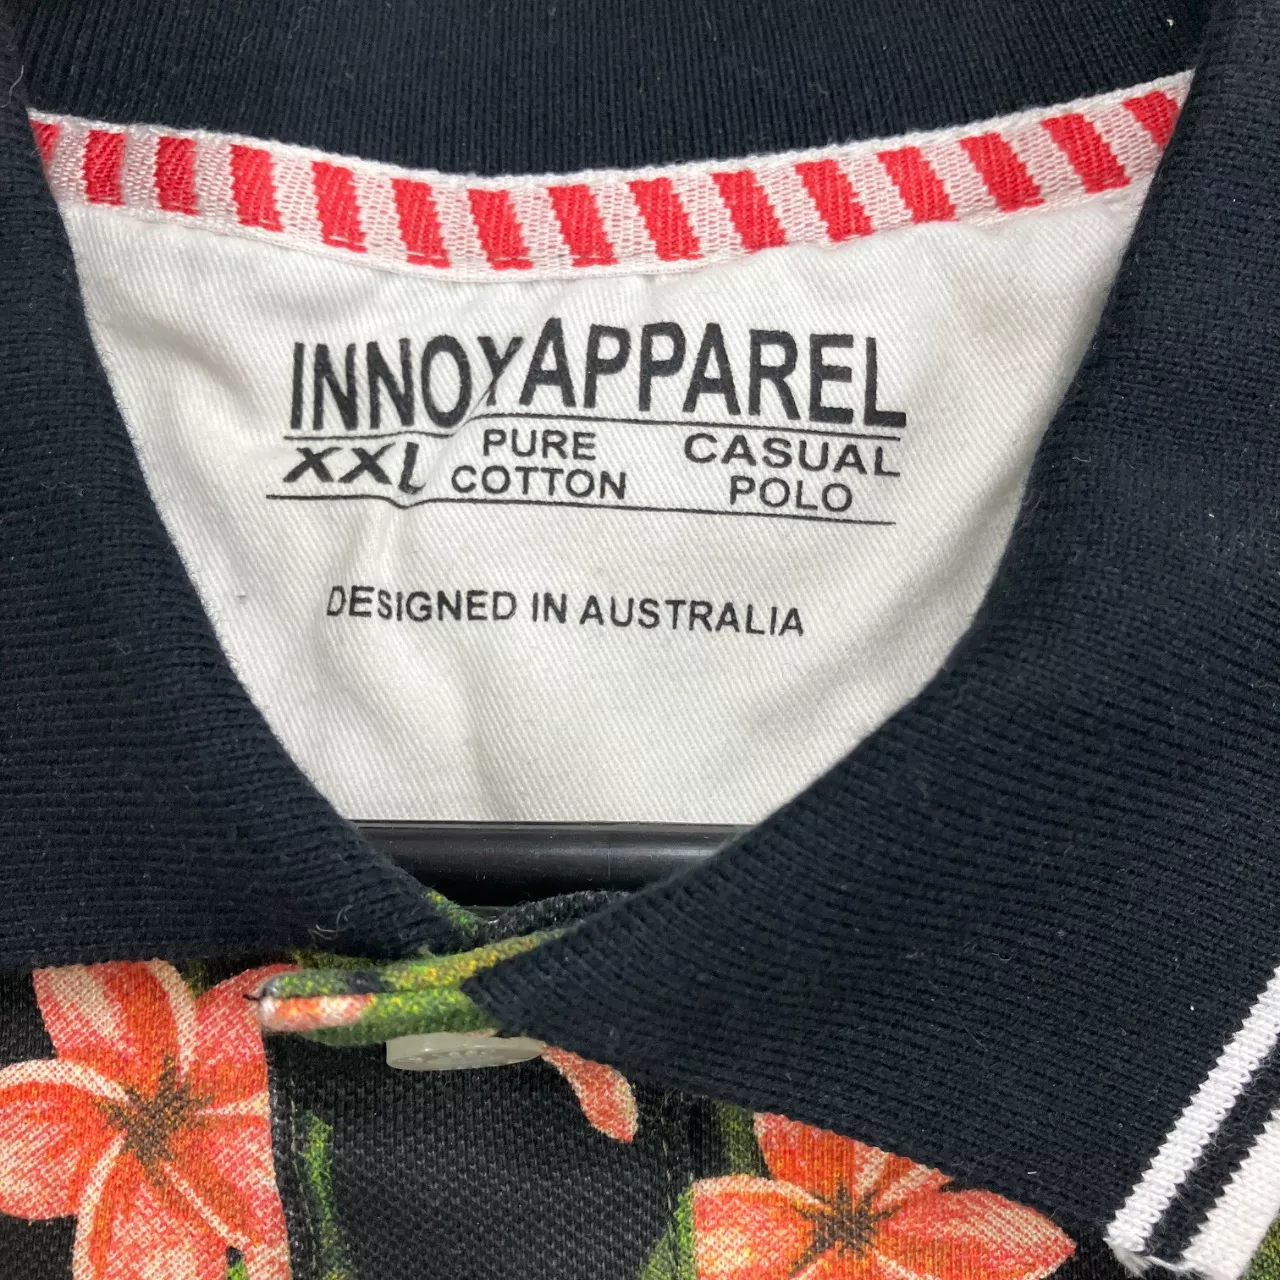 INNOYAPPAREL
XXL PURE COTTON CASUAL POLO
DESIGNED IN AUSTRALIA